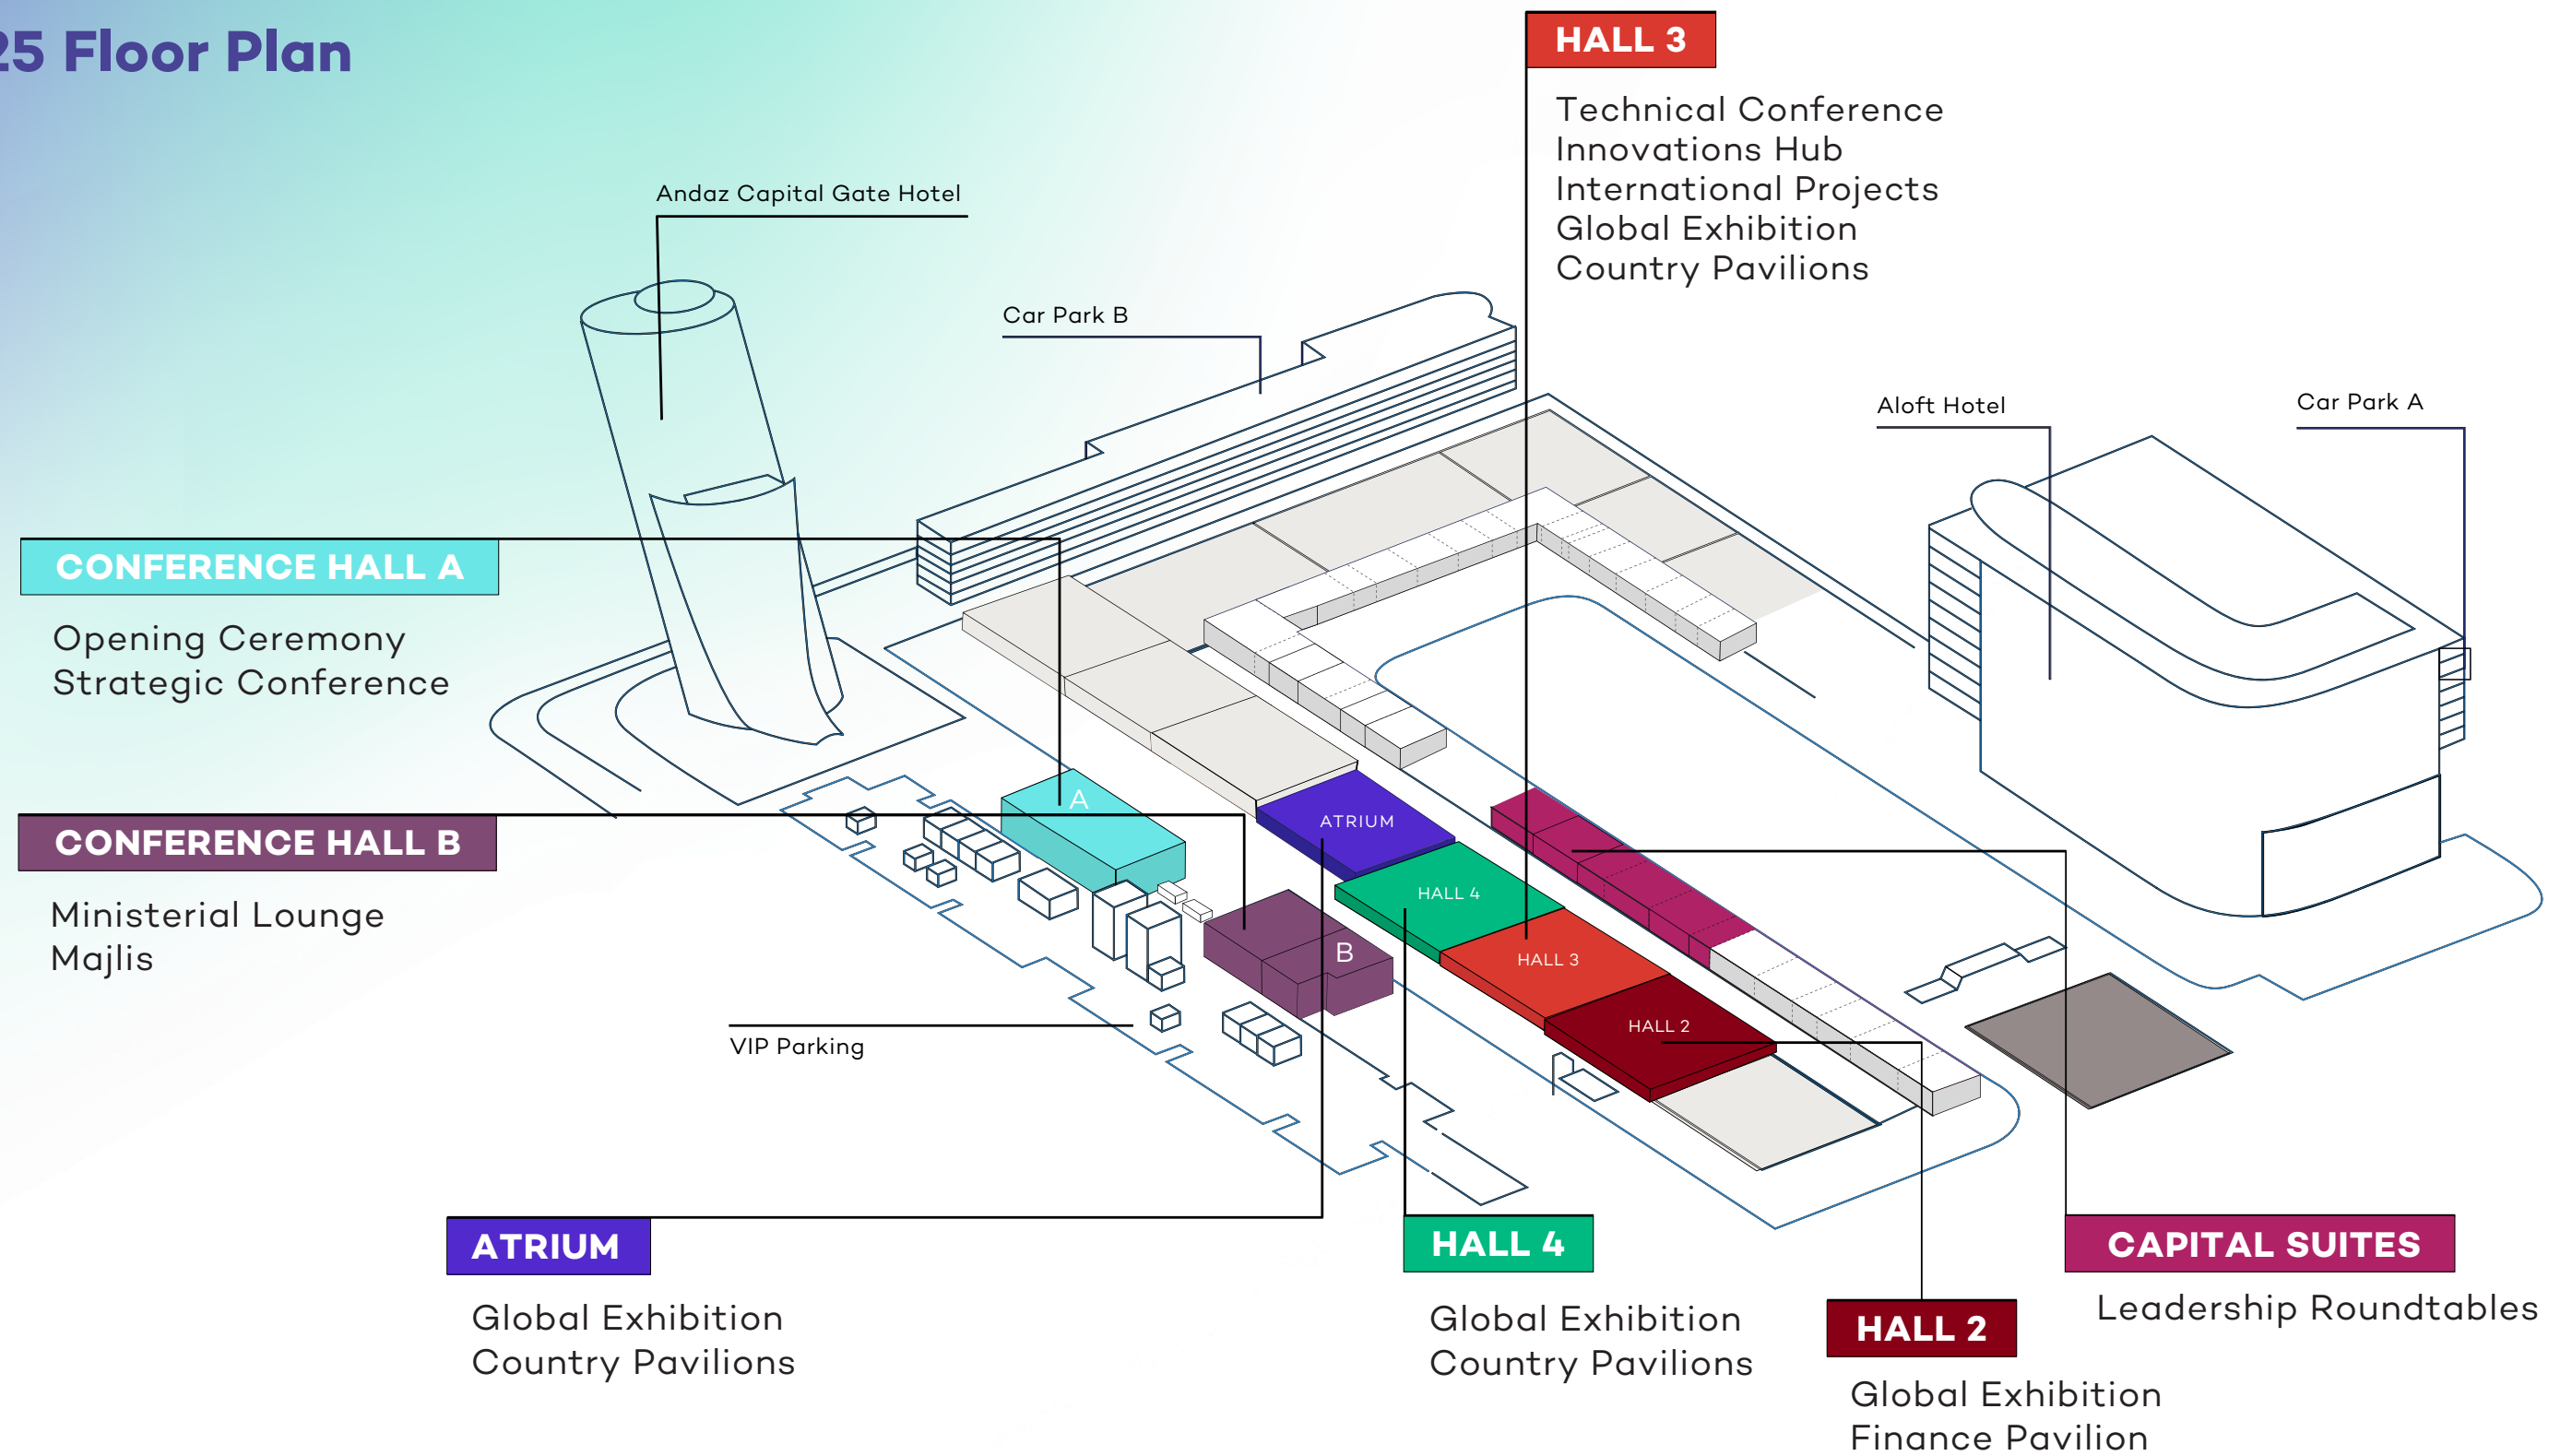 25 Floor Plan
HALL 3
Technical Conference
Innovations Hub
International Projects
Global Exhibition
Country Pavilions
Andaz Capital Gate Hotel
Car Park B
Aloft Hotel
Car Park A
CONFERENCE HALL A
Opening Ceremony
Strategic Conference
CONFERENCE HALL B
Ministerial Lounge
Majlis
VIP Parking
A
B
ATRIUM
HALL 4
HALL 3
HALL 2
ATRIUM
Global Exhibition
Country Pavilions
HALL 4
Global Exhibition
Country Pavilions
HALL 2
Global Exhibition
Finance Pavilion
CAPITAL SUITES
Leadership Roundtables